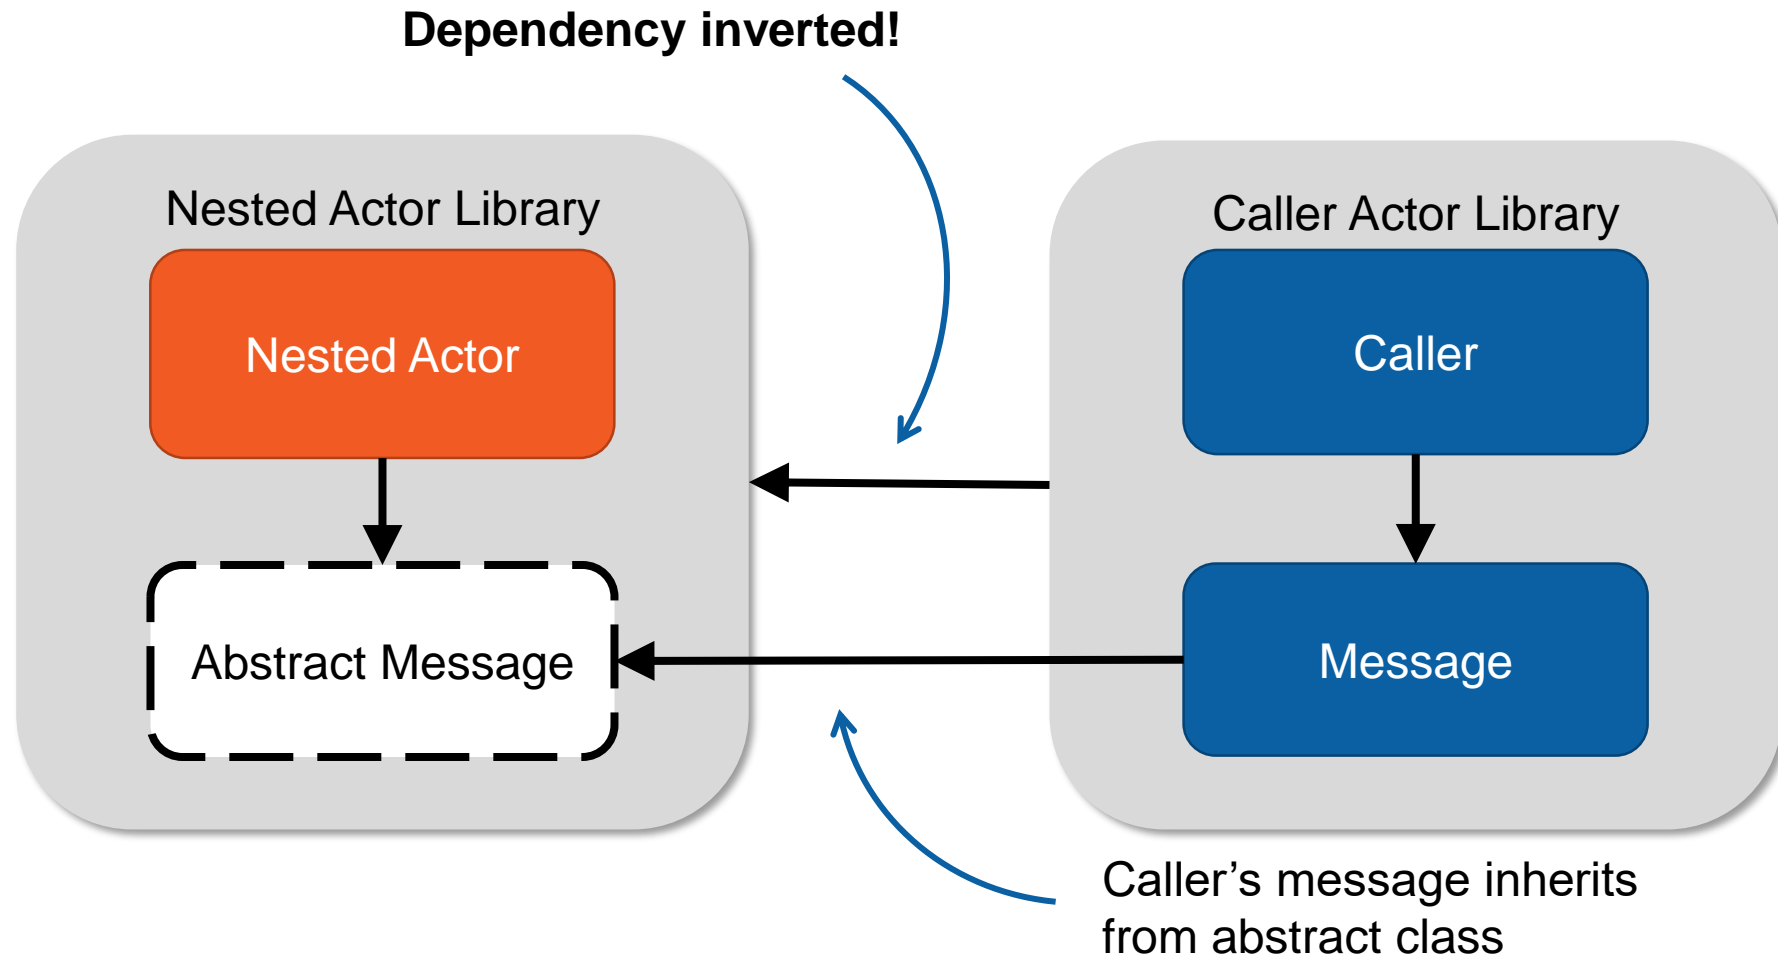 Dependency inverted!
Nested Actor Library
Caller Actor Library
Nested Actor
Caller
Abstract Message
Message
Caller’s message inherits
from abstract class